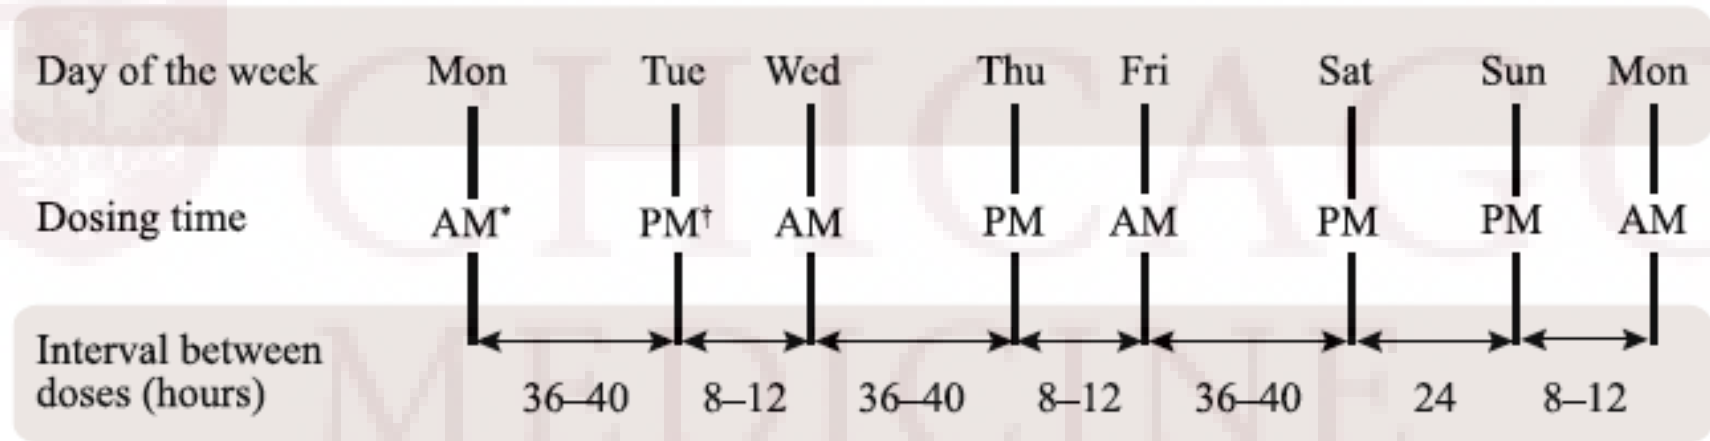 Day of the week Mon Tue Wed Thu Fri Sat Sun Mon
Dosing time AM* PM† AM PM AM PM PM AM
Interval between
doses (hours) 36–40 8–12 36–40 8–12 36–40 24 8–12
CHICAGO
MEDICINE